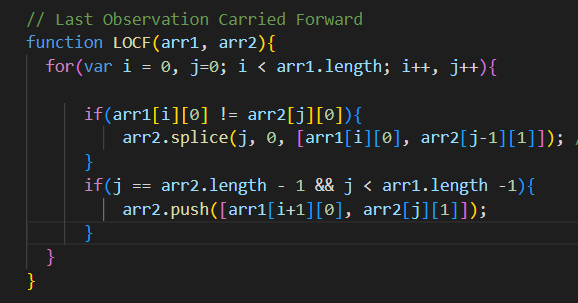 // Last Observation Carried Forward
function LOCF(arr1, arr2){
for(var i = 0, j=0; i < arr1.length; i++, j++){
if(arr1[i][0] != arr2[j][0]){
arr2.splice(j, 0, [arr1[i][0], arr2[j-1][1]]); /
}
if(j == arr2.length - 1 && j < arr1.length -1){
arr2.push([arr1[i+1][0], arr2[j][1]]);
}
}
}